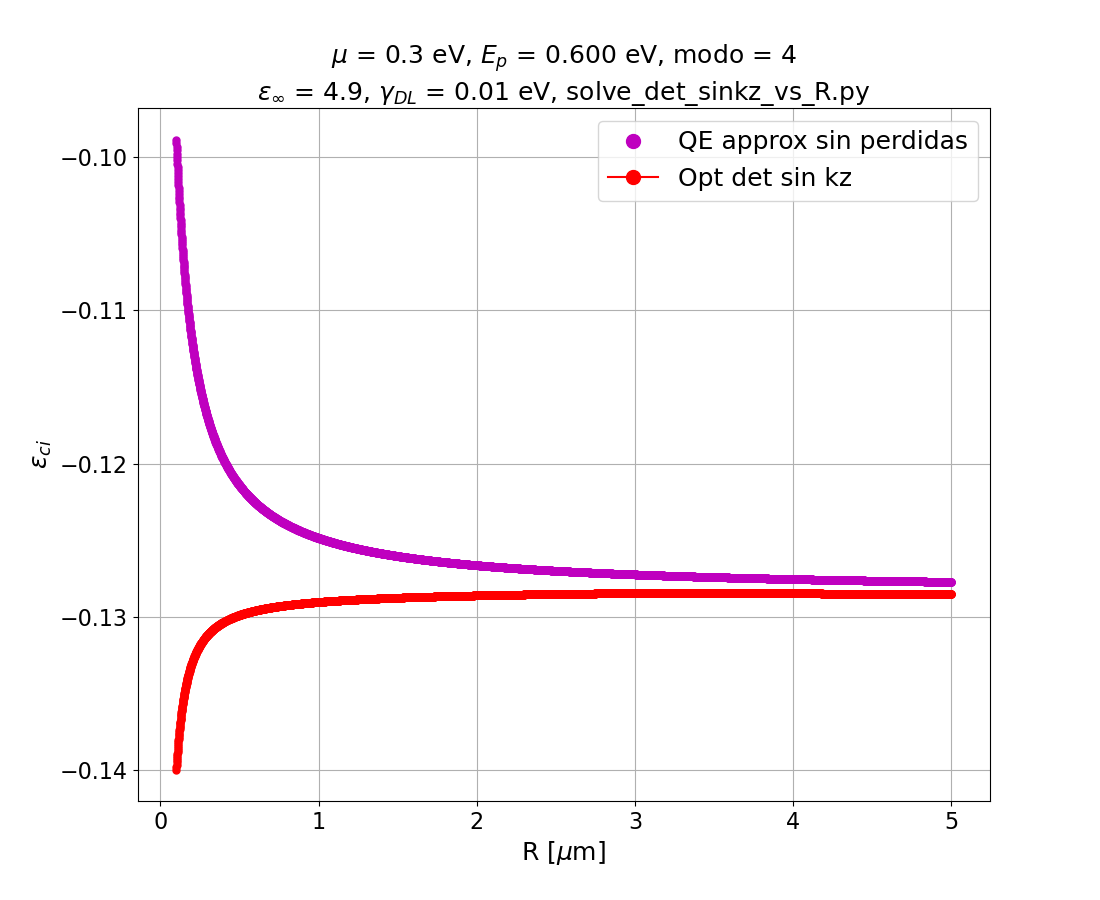 μ = 0.3 eV, E_p = 0.600 eV, modo = 4
ε_∞ = 4.9, γ_DL = 0.01 eV, solve_det_sinkz_vs_R.py
QE approx sin perdidas
Opt det sin kz
−0.10
−0.11
−0.12
−0.13
−0.14
ε_ci
0 1 2 3 4 5
R [μm]